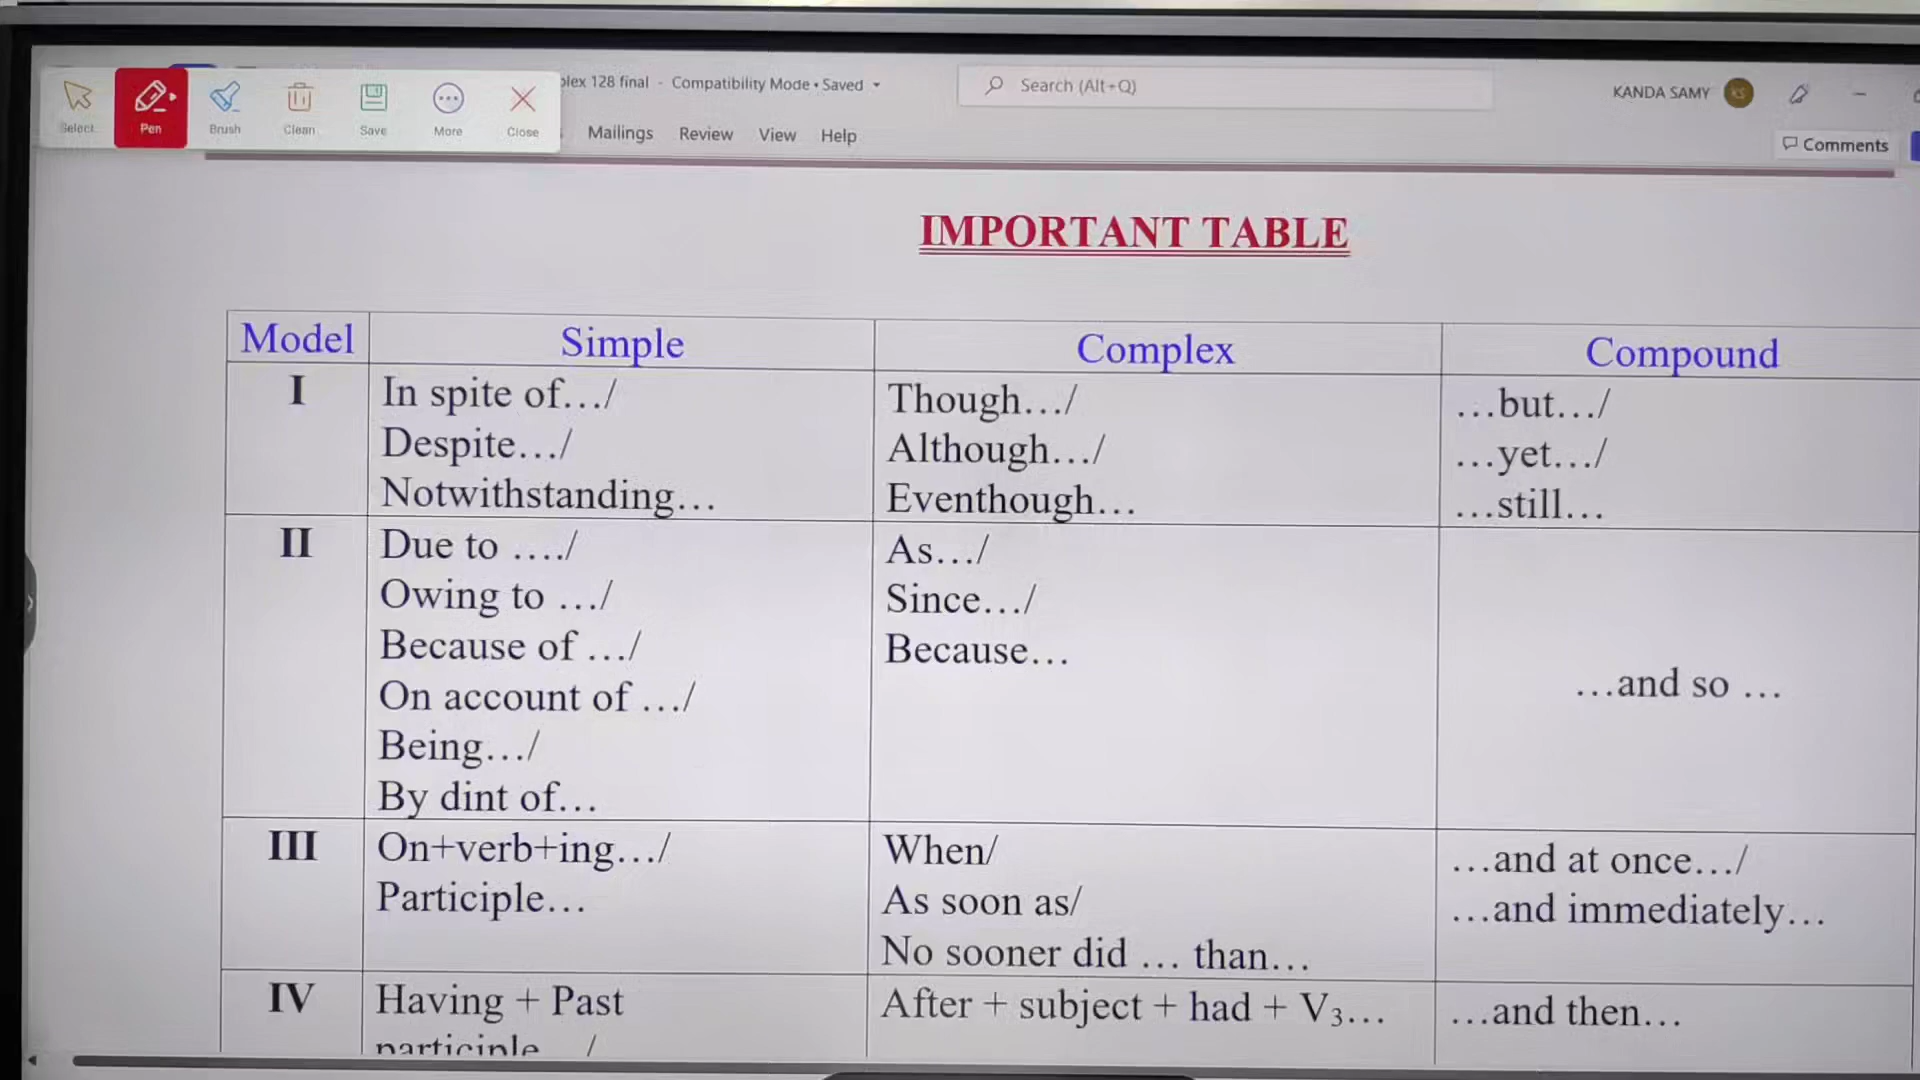 plex 128 final - Compatibility Mode • Saved
Search (Alt+Q)
KANDA SAMY
KS
Select
Pen
Brush
Clean
Save
More
Close
Mailings Review View Help
Comments
IMPORTANT TABLE
Model Simple Complex Compound
I
In spite of.../
Despite.../
Notwithstanding...
Though.../
Although.../
Eventhough...
...but.../
...yet.../
...still...
II
Due to ..../
Owing to .../
Because of .../
On account of .../
Being.../
By dint of...
As.../
Since.../
Because...
...and so ...
III
On+verb+ing.../
Participle...
When/
As soon as/
No sooner did ... than...
...and at once.../
...and immediately...
IV
Having + Past
participle .../
After + subject + had + V₃...
...and then...